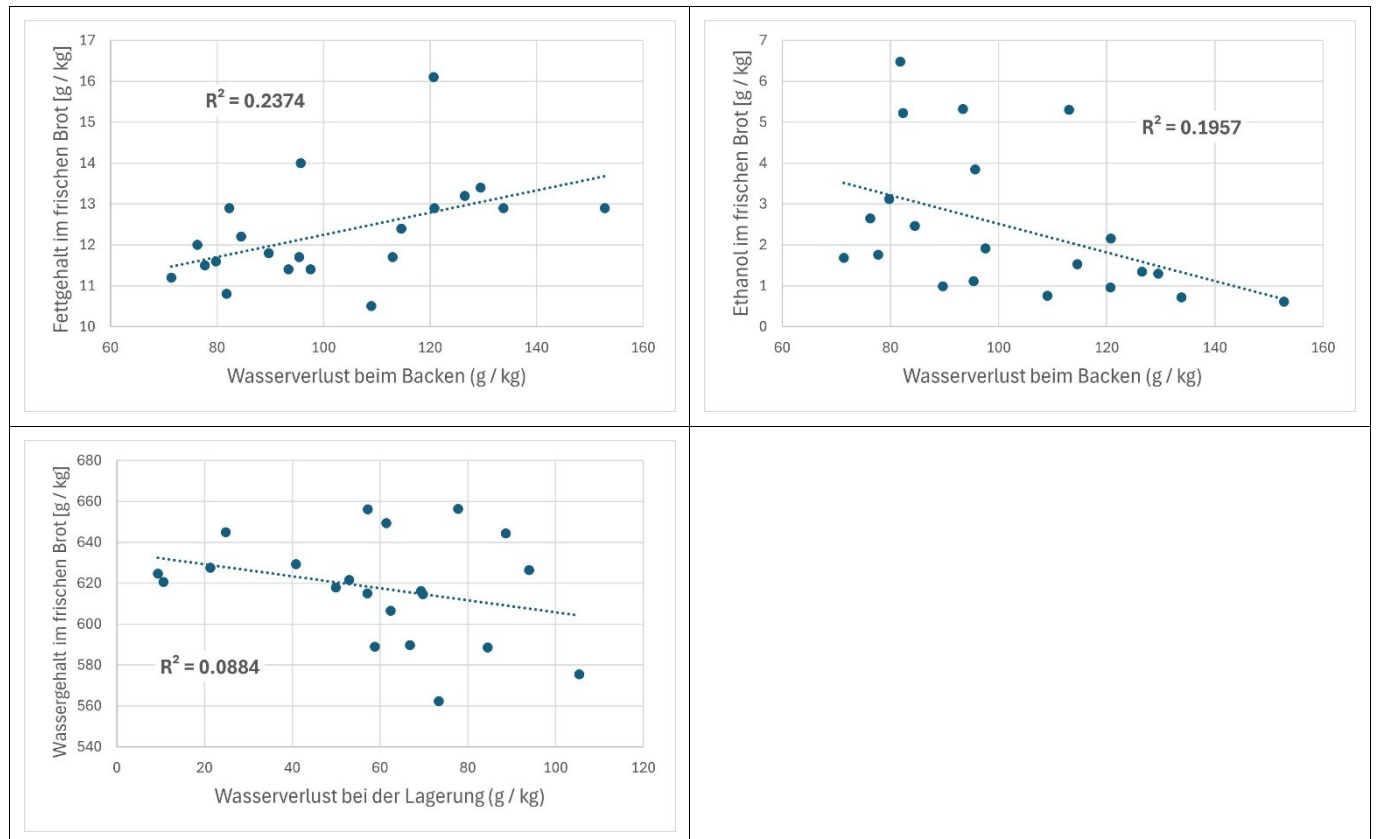 Fettgehalt im frischen Brot [g / kg]
17
16
15
14
13
12
11
10
R² = 0.2374
60 80 100 120 140 160
Wasserverlust beim Backen (g / kg)
Ethanol im frischen Brot [g / kg]
7
6
5
4
3
2
1
0
R² = 0.1957
60 80 100 120 140 160
Wasserverlust beim Backen (g / kg)
Wassergehalt im frischen Brot [g / kg]
680
660
640
620
600
580
560
540
R² = 0.0884
0 20 40 60 80 100 120
Wasserverlust bei der Lagerung (g / kg)